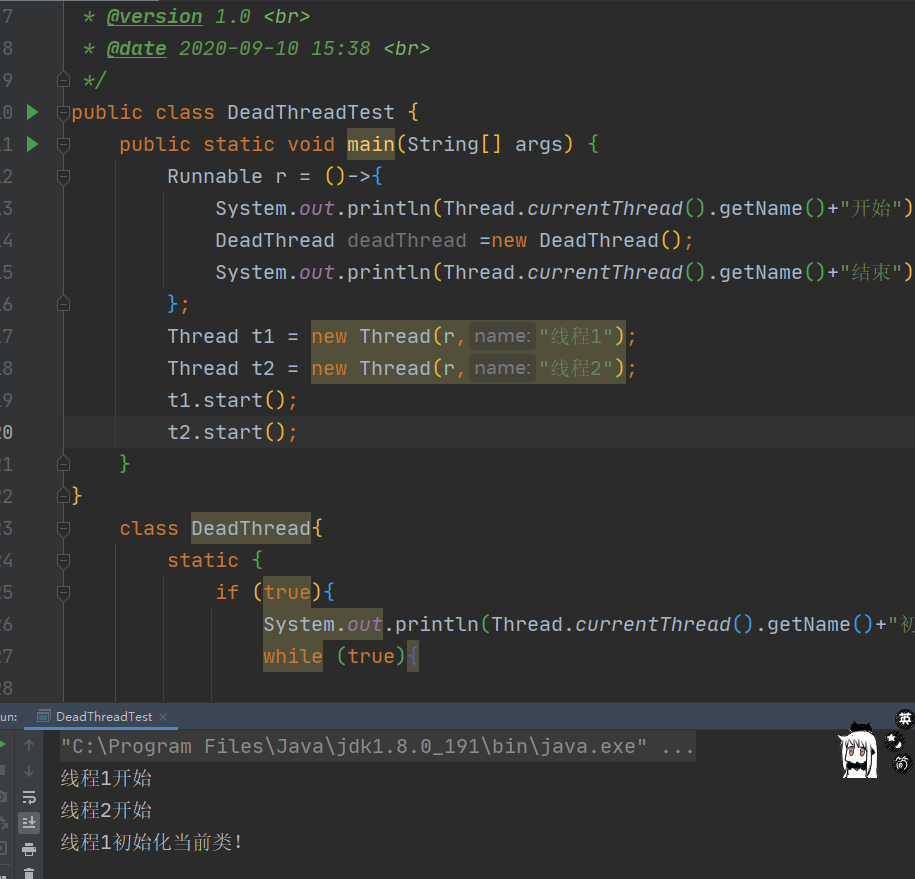 7 * @version 1.0 <br>
8 * @date 2020-09-10 15:38 <br>
9 */
0 public class DeadThreadTest {
1 public static void main(String[] args) {
2 Runnable r = ()->{
3 System.out.println(Thread.currentThread().getName()+"开始")
4 DeadThread deadThread =new DeadThread();
5 System.out.println(Thread.currentThread().getName()+"结束")
6 };
7 Thread t1 = new Thread(r, name: "线程1");
8 Thread t2 = new Thread(r, name: "线程2");
9 t1.start();
20 t2.start();
21 }
22 }
23 class DeadThread{
24 static {
25 if (true){
26 System.out.println(Thread.currentThread().getName()+"初
27 while (true){
28
un: DeadThreadTest ×
英
"C:\Program Files\Java\jdk1.8.0_191\bin\java.exe" ...
线程1开始
线程2开始
线程1初始化当前类!